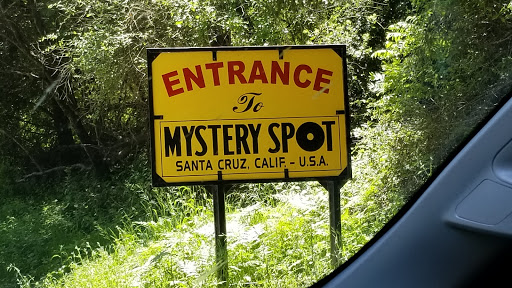 ENTRANCE
To
MYSTERY SPOT
SANTA CRUZ, CALIF. - U.S.A.